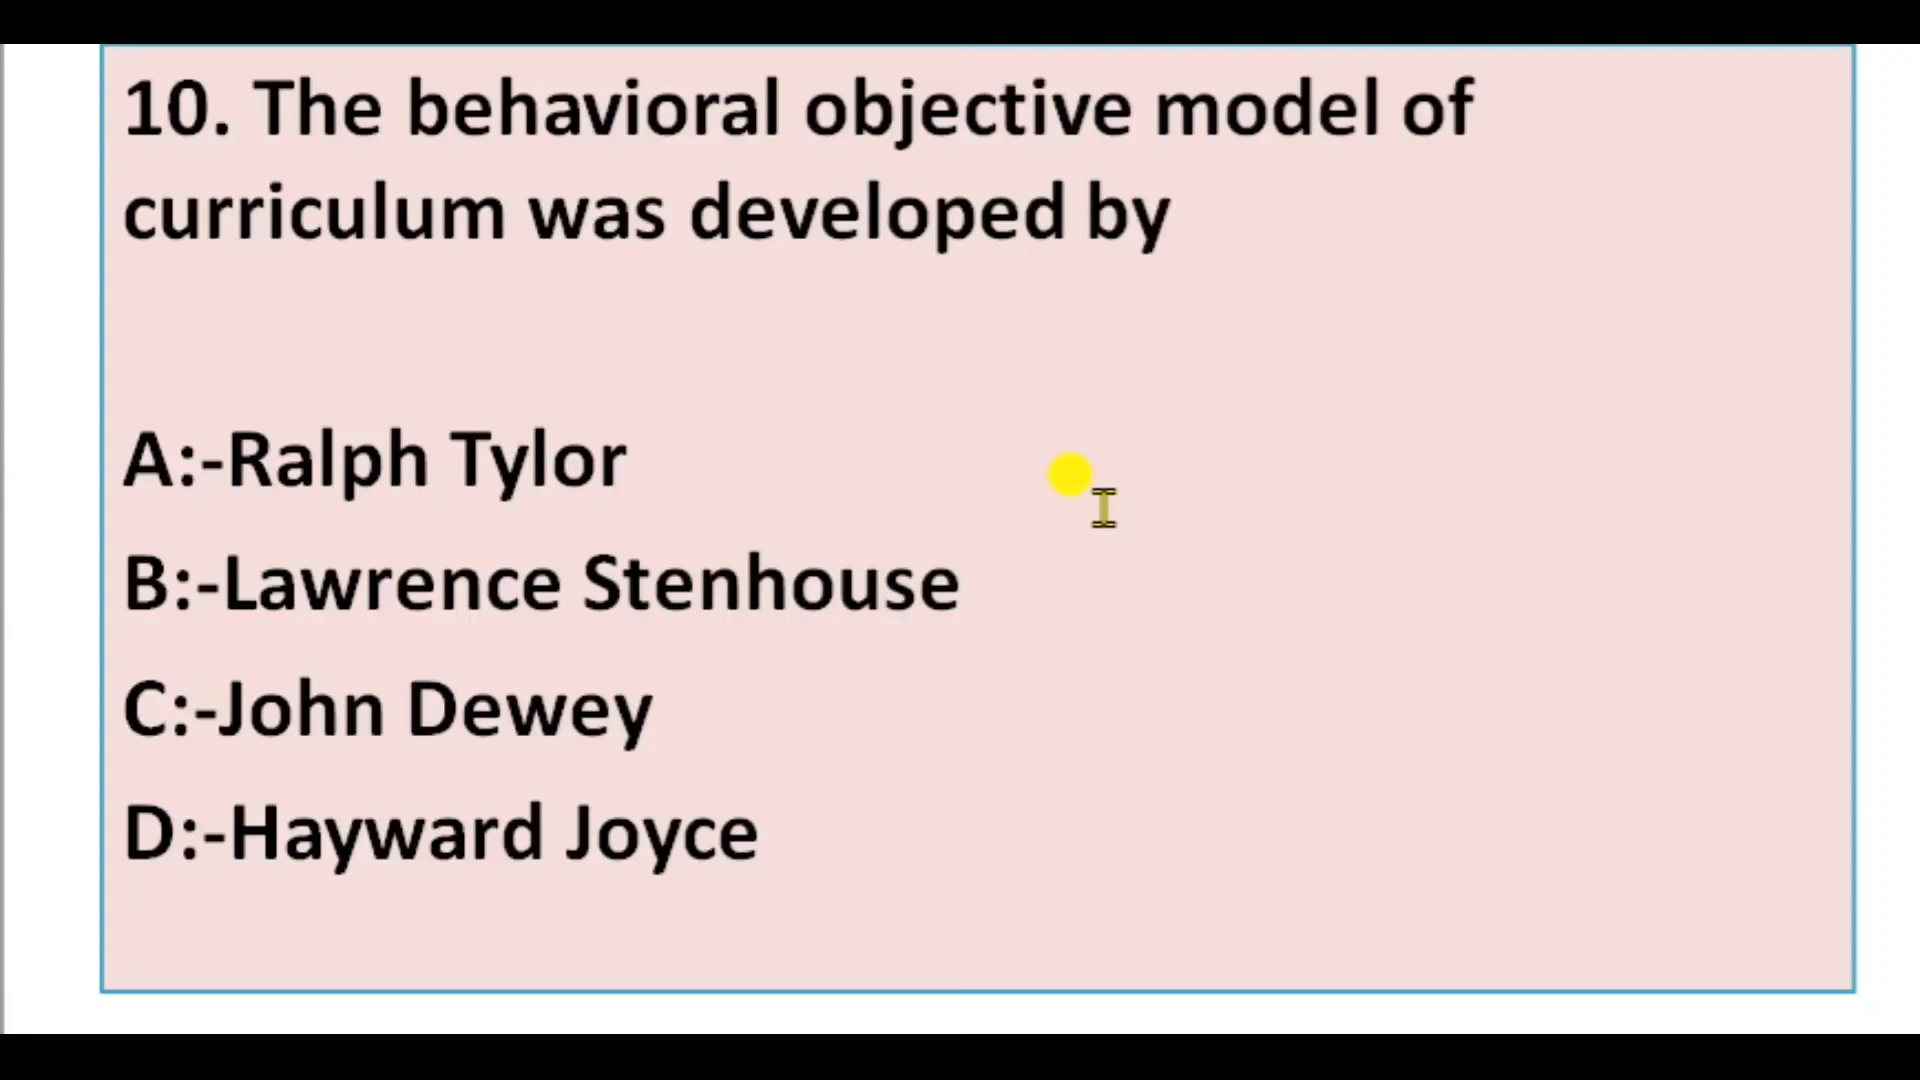 10. The behavioral objective model of
curriculum was developed by
A:-Ralph Tylor
B:-Lawrence Stenhouse
C:-John Dewey
D:-Hayward Joyce